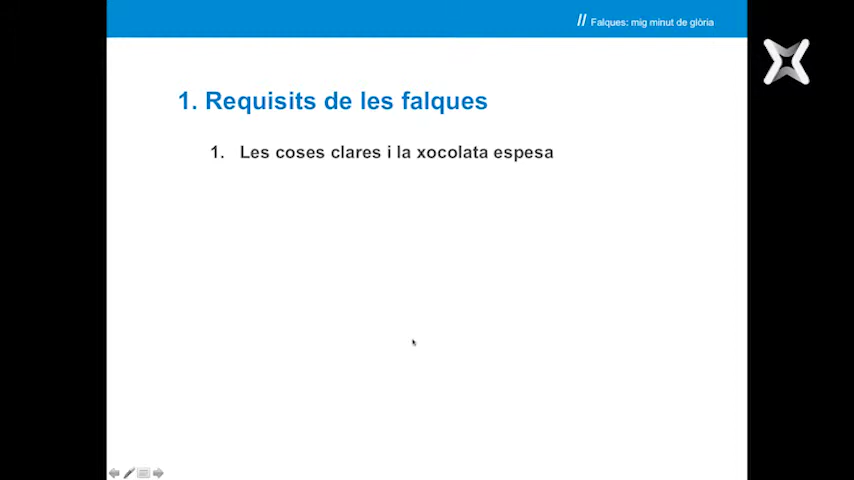 // Falques: mig minut de glòria
1. Requisits de les falques
1. Les coses clares i la xocolata espesa